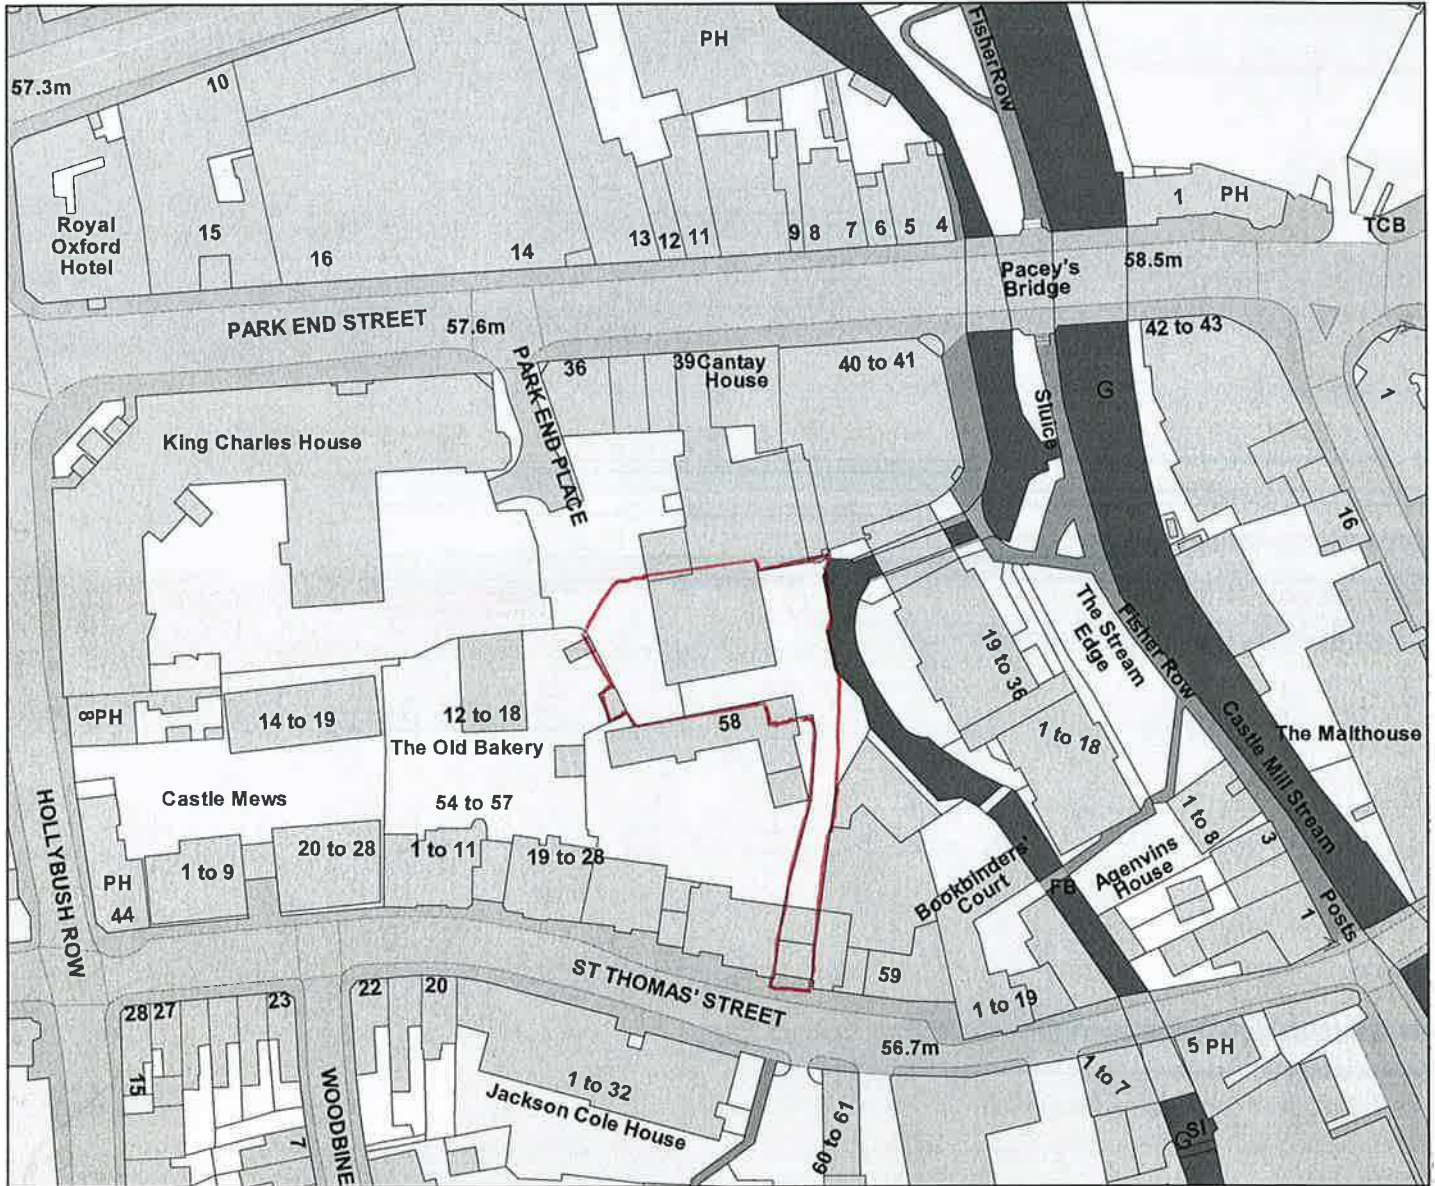 PH
Fisher Row
57.3m
10
Royal
Oxford
Hotel
15
16
14
13
12
11
9
8
7
6
5
4
1
PH
TCB
Pacey's
Bridge
58.5m
PARK END STREET
57.6m
42 to 43
PARK END PLACE
36
39
Cantay
House
40 to 41
Sluice
G
1
King Charles House
16
19 to 36
The Stream
Edge
Fisher Row
8
PH
14 to 19
12 to 18
58
1 to 18
Castle Mill Stream
The Malthouse
The Old Bakery
Castle Mews
54 to 57
HOLLYBUSH ROW
1 to 9
20 to 28
1 to 11
19 to 28
Bookbinders'
Court
FB
Agenvins
House
1 to 8
3
1
Posts
PH
44
ST THOMAS' STREET
59
1 to 19
28
27
23
22
20
56.7m
5 PH
1 to 7
15
7
WOODBINE
1 to 32
Jackson Cole House
60 to 61
G
SI